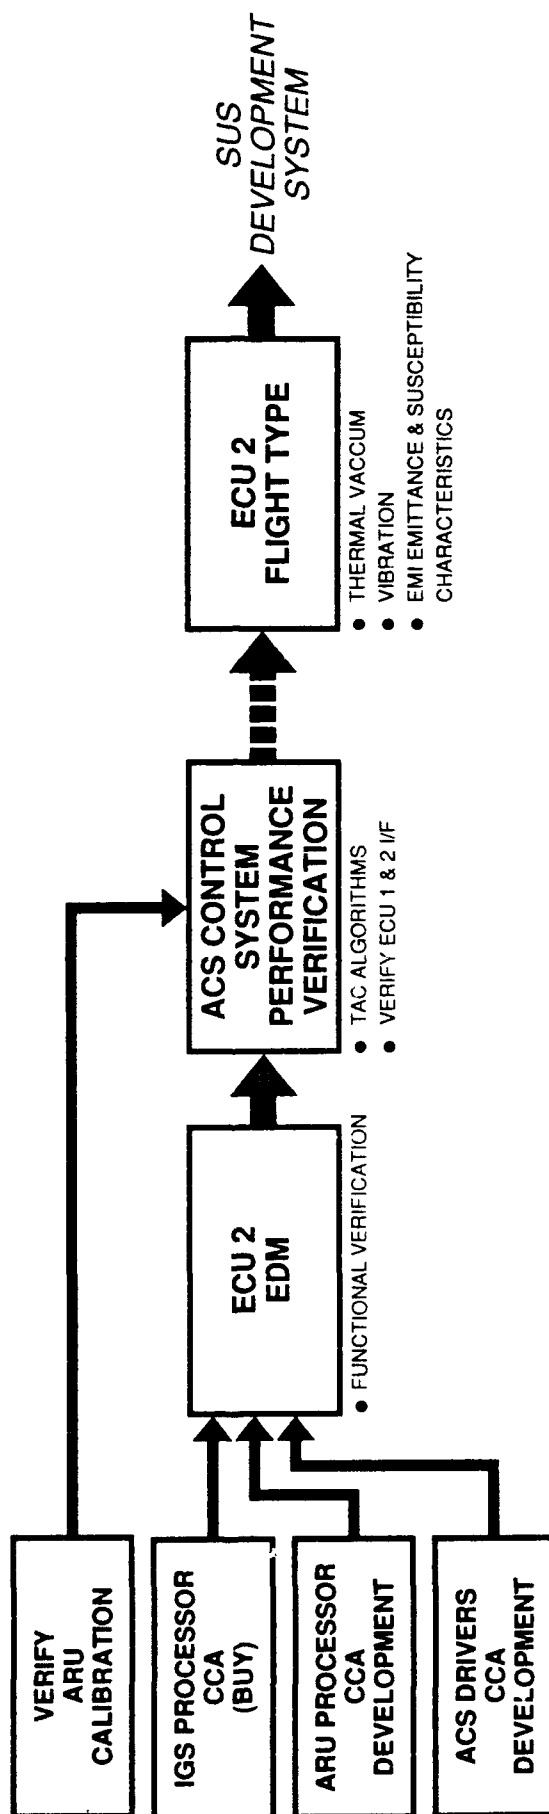 VERIFY
ARU
CALIBRATION
IGS PROCESSOR
CCA
(BUY)
ARU PROCESSOR
CCA
DEVELOPMENT
ACS DRIVERS
CCA
DEVELOPMENT
ECU 2
EDM
● FUNCTIONAL VERIFICATION
ACS CONTROL
SYSTEM
PERFORMANCE
VERIFICATION
● TAC ALGORITHMS
● VERIFY ECU 1 & 2 I/F
ECU 2
FLIGHT TYPE
● THERMAL VACCUM
● VIBRATION
● EMI EMITTANCE & SUSCEPTIBILITY
CHARACTERISTICS
SUS
DEVELOPMENT
SYSTEM